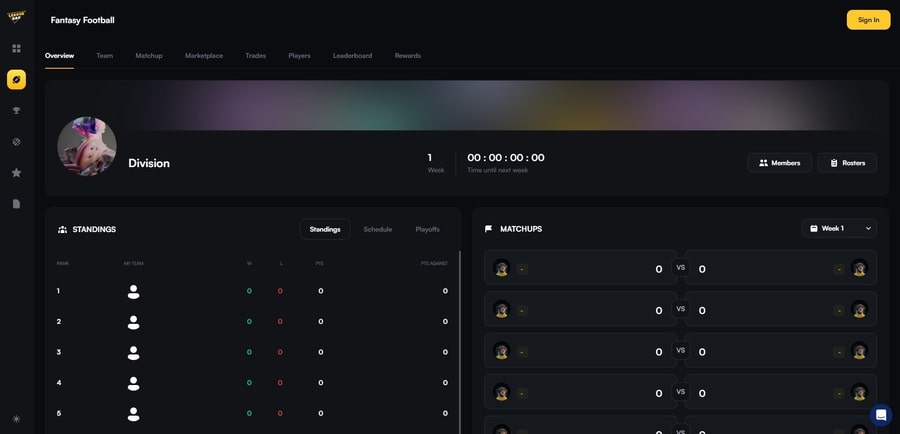 LEAGUE DAO
Fantasy Football
Sign In
Overview Team Matchup Marketplace Trades Players Leaderboard Rewards
Division
1
Week
00 : 00 : 00 : 00
Time until next week
Members
Rosters
STANDINGS
Standings Schedule Playoffs
RANK MY TEAM W L PTS PTS AGAINST
1 0 0 0 0
2 0 0 0 0
3 0 0 0 0
4 0 0 0 0
5 0 0 0 0
MATCHUPS
Week 1
- 0 VS 0 -
- 0 VS 0 -
- 0 VS 0 -
- 0 VS 0 -
0 VS 0